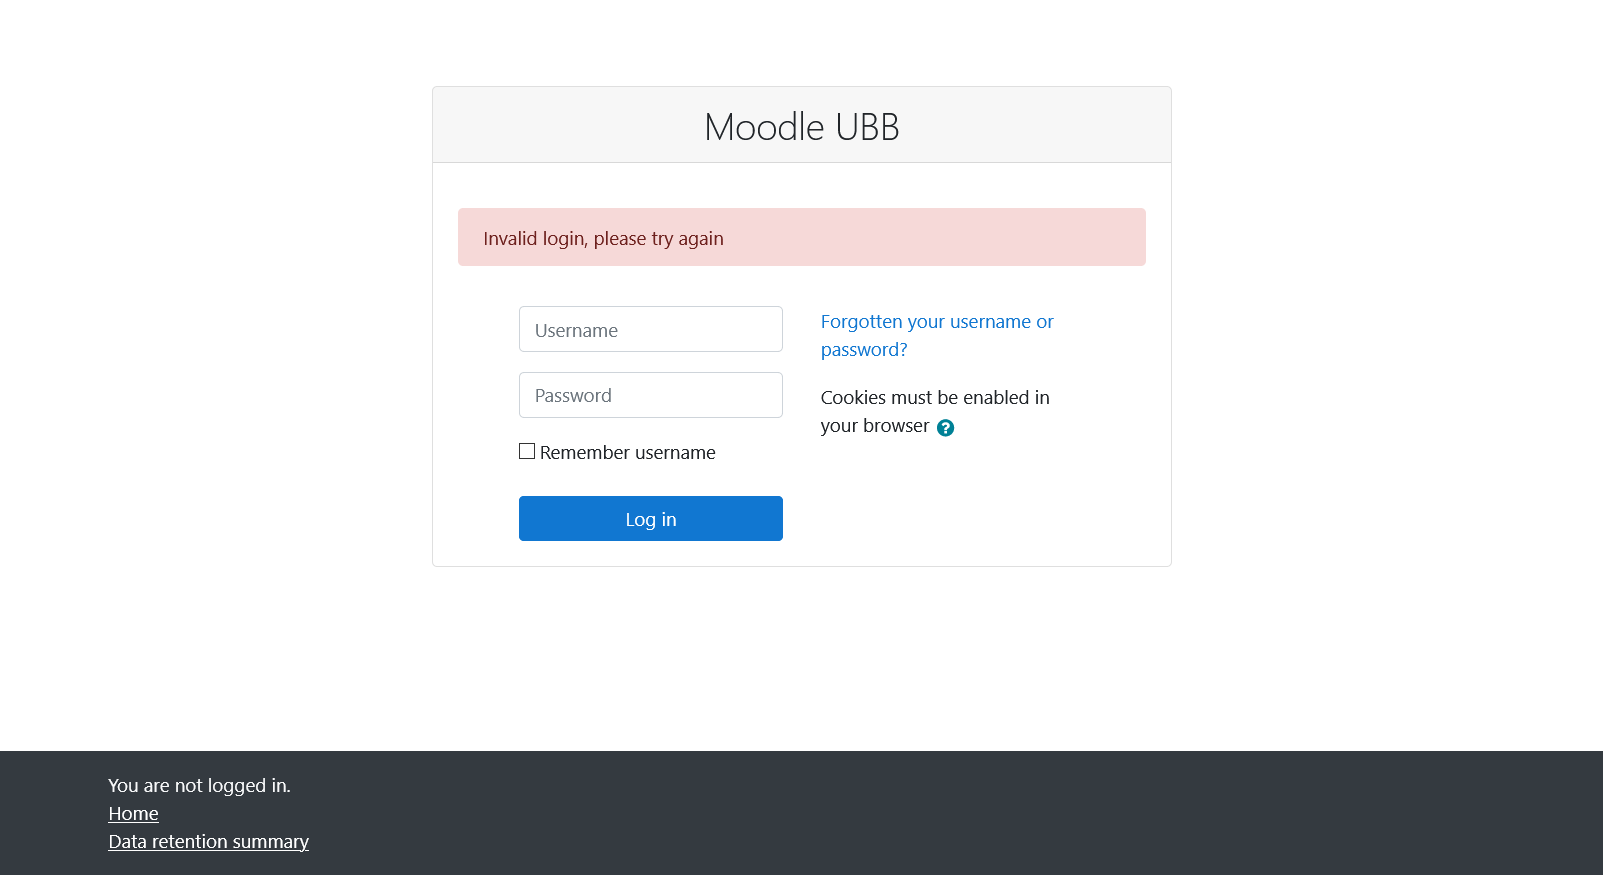 Moodle UBB
Invalid login, please try again
Username
Password
Remember username
Log in
Forgotten your username or
password?
Cookies must be enabled in
your browser
You are not logged in.
Home
Data retention summary